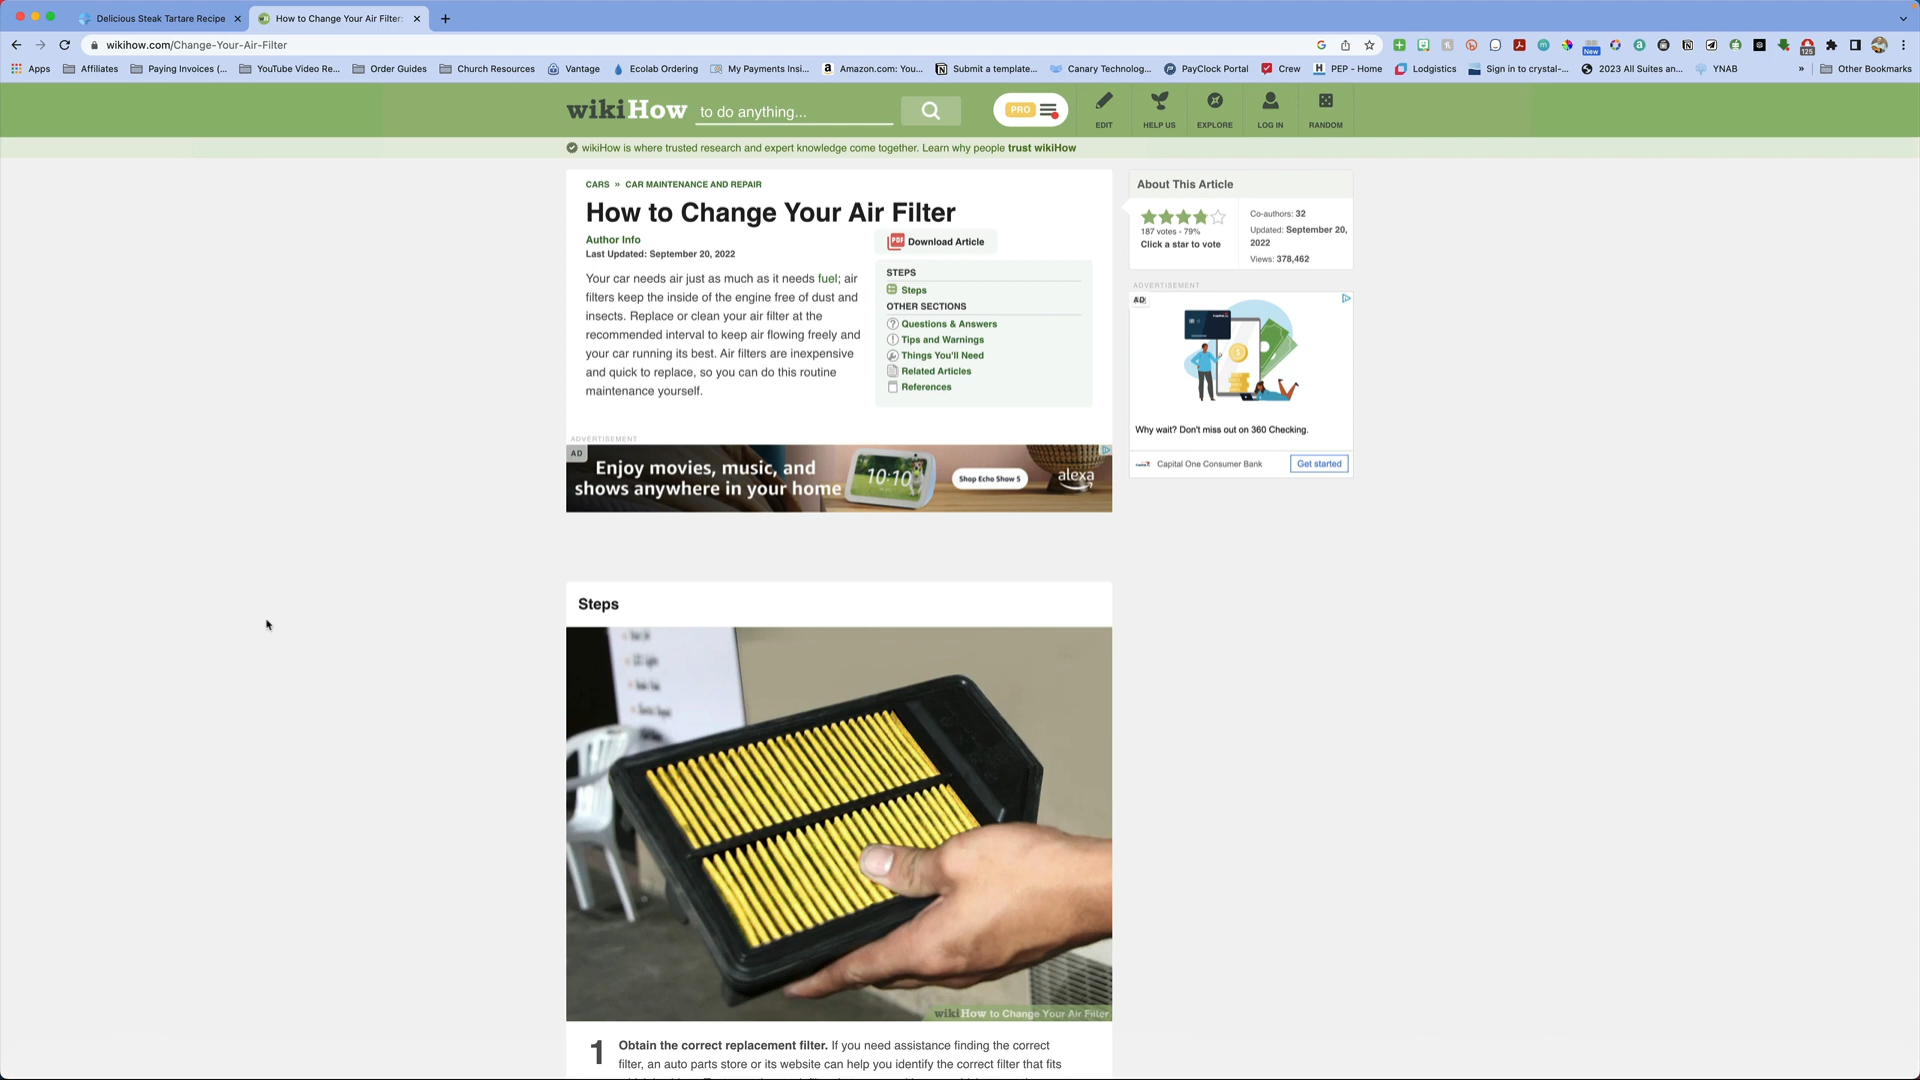 Delicious Steak Tartare Recipe
How to Change Your Air Filter:
wikihow.com/Change-Your-Air-Filter
New
125
Apps
Affiliates
Paying Invoices (...
YouTube Video Re...
Order Guides
Church Resources
Vantage
Ecolab Ordering
My Payments Insi...
Amazon.com: You...
Submit a template...
Canary Technolog...
PayClock Portal
Crew
PEP - Home
Lodgistics
Sign in to crystal-...
2023 All Suites an...
YNAB
»
Other Bookmarks
wikiHow
to do anything...
PRO
EDIT
HELP US
EXPLORE
LOG IN
RANDOM
wikiHow is where trusted research and expert knowledge come together. Learn why people trust wikiHow
CARS » CAR MAINTENANCE AND REPAIR
How to Change Your Air Filter
Author Info
Last Updated: September 20, 2022
PDF Download Article
Your car needs air just as much as it needs fuel; air
filters keep the inside of the engine free of dust and
insects. Replace or clean your air filter at the
recommended interval to keep air flowing freely and
your car running its best. Air filters are inexpensive
and quick to replace, so you can do this routine
maintenance yourself.
STEPS
Steps
OTHER SECTIONS
Questions & Answers
Tips and Warnings
Things You'll Need
Related Articles
References
About This Article
187 votes - 79%
Click a star to vote
Co-authors: 32
Updated: September 20,
2022
Views: 378,462
ADVERTISEMENT
AD
Why wait? Don't miss out on 360 Checking.
Capital One Consumer Bank
Get started
ADVERTISEMENT
AD
Enjoy movies, music, and
shows anywhere in your home
10:10
Shop Echo Show 5
alexa
Steps
wikiHow to Change Your Air Filter
1 Obtain the correct replacement filter. If you need assistance finding the correct
filter, an auto parts store or its website can help you identify the correct filter that fits